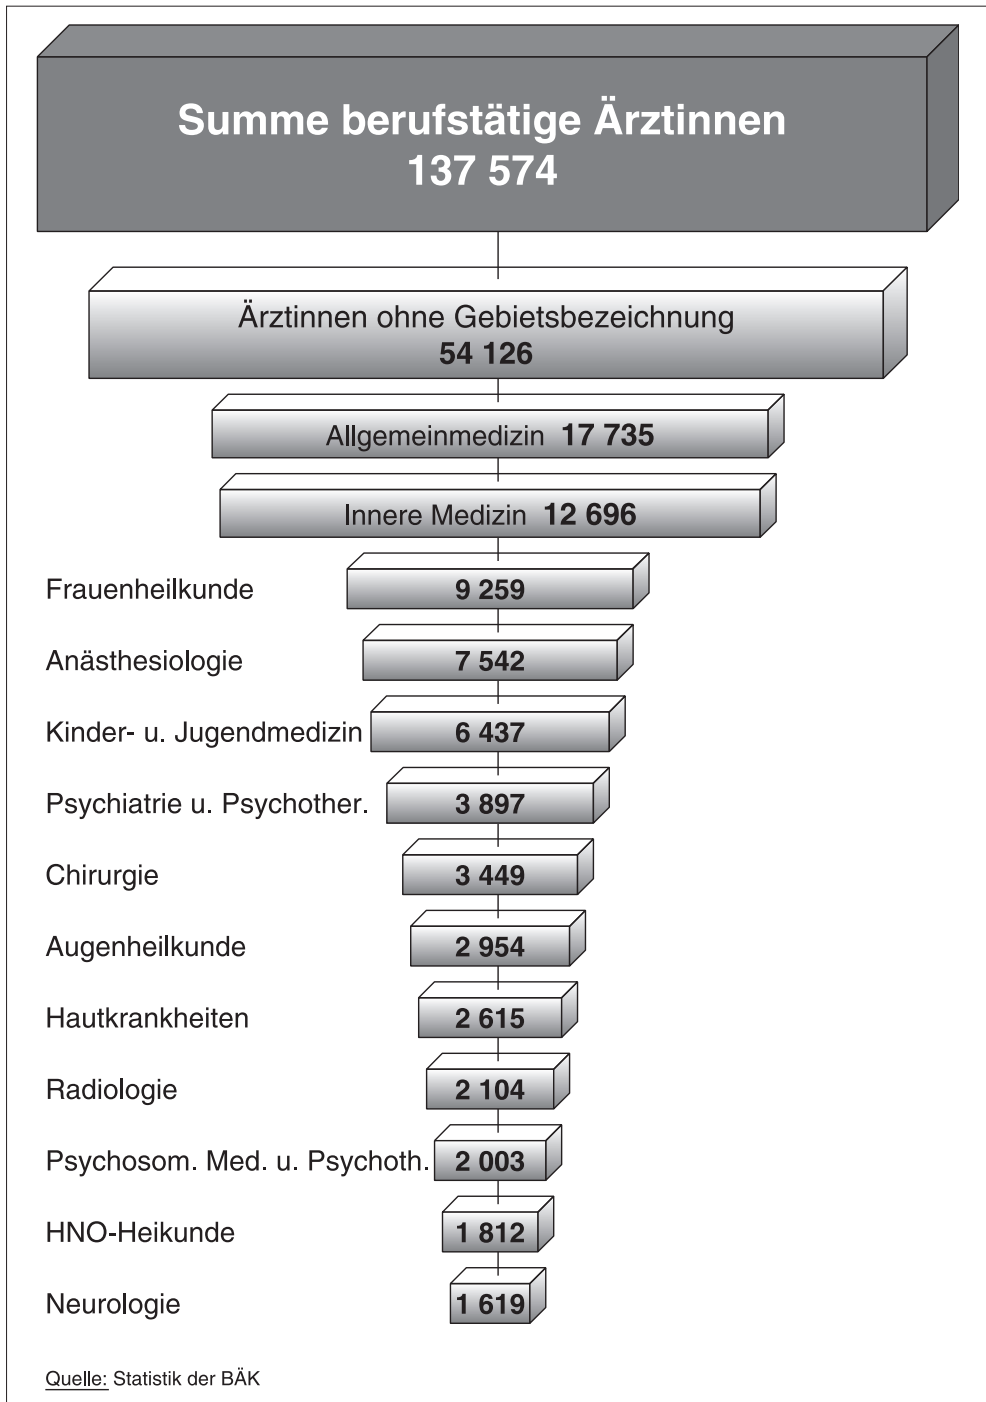 Summe berufstätige Ärztinnen
137 574
Ärztinnen ohne Gebietsbezeichnung
54 126
Allgemeinmedizin 17 735
Innere Medizin 12 696
Frauenheilkunde 9 259
Anästhesiologie 7 542
Kinder- u. Jugendmedizin 6 437
Psychiatrie u. Psychother. 3 897
Chirurgie 3 449
Augenheilkunde 2 954
Hautkrankheiten 2 615
Radiologie 2 104
Psychosom. Med. u. Psychoth. 2 003
HNO-Heikunde 1 812
Neurologie 1 619
Quelle: Statistik der BÄK